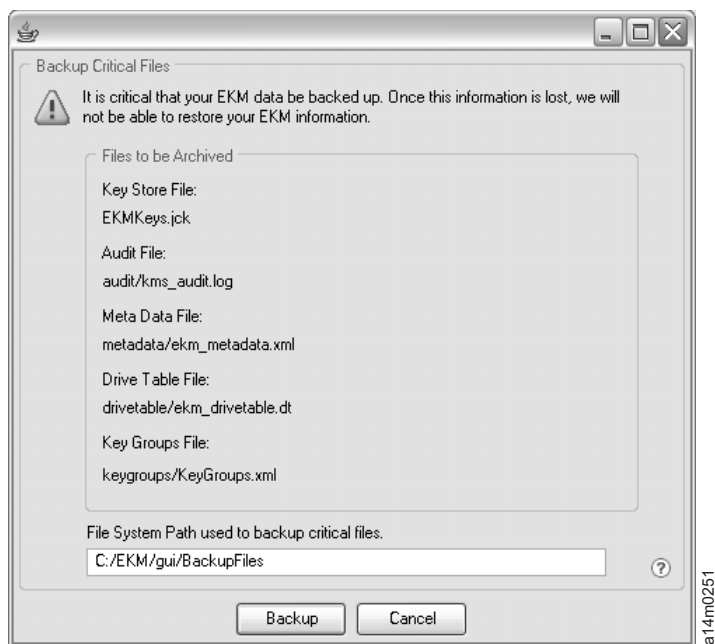 Backup Critical Files
It is critical that your EKM data be backed up. Once this information is lost, we will
not be able to restore your EKM information.
Files to be Archived
Key Store File:
EKMKeys.jck
Audit File:
audit/kms_audit.log
Meta Data File:
metadata/ekm_metadata.xml
Drive Table File:
drivetable/ekm_drivetable.dt
Key Groups File:
keygroups/KeyGroups.xml
File System Path used to backup critical files.
C:/EKM/gui/BackupFiles
?
Backup Cancel
a14m0251